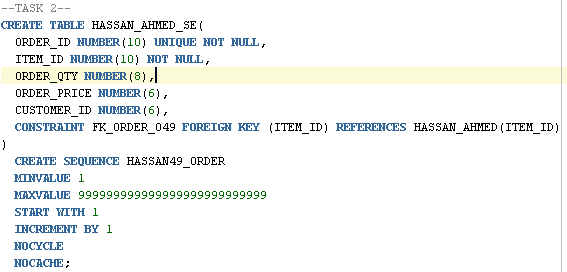 --TASK 2--
CREATE TABLE HASSAN_AHMED_SE(
ORDER_ID NUMBER(10) UNIQUE NOT NULL,
ITEM_ID NUMBER(10) NOT NULL,
ORDER_QTY NUMBER(8),
ORDER_PRICE NUMBER(6),
CUSTOMER_ID NUMBER(6),
CONSTRAINT FK_ORDER_049 FOREIGN KEY (ITEM_ID) REFERENCES HASSAN_AHMED(ITEM_ID)
)
CREATE SEQUENCE HASSAN49_ORDER
MINVALUE 1
MAXVALUE 999999999999999999999999999
START WITH 1
INCREMENT BY 1
NOCYCLE
NOCACHE;